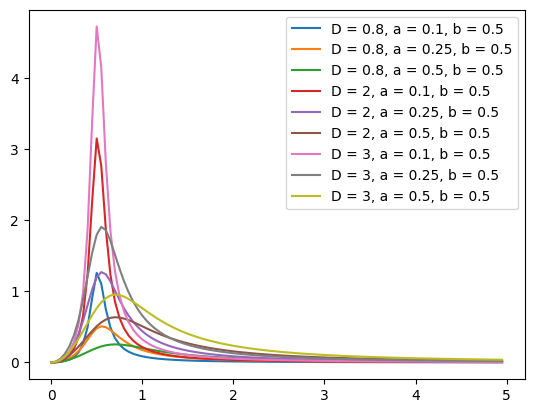 D = 0.8, a = 0.1, b = 0.5
D = 0.8, a = 0.25, b = 0.5
D = 0.8, a = 0.5, b = 0.5
D = 2, a = 0.1, b = 0.5
D = 2, a = 0.25, b = 0.5
D = 2, a = 0.5, b = 0.5
D = 3, a = 0.1, b = 0.5
D = 3, a = 0.25, b = 0.5
D = 3, a = 0.5, b = 0.5
4
3
2
1
0
0 1 2 3 4 5